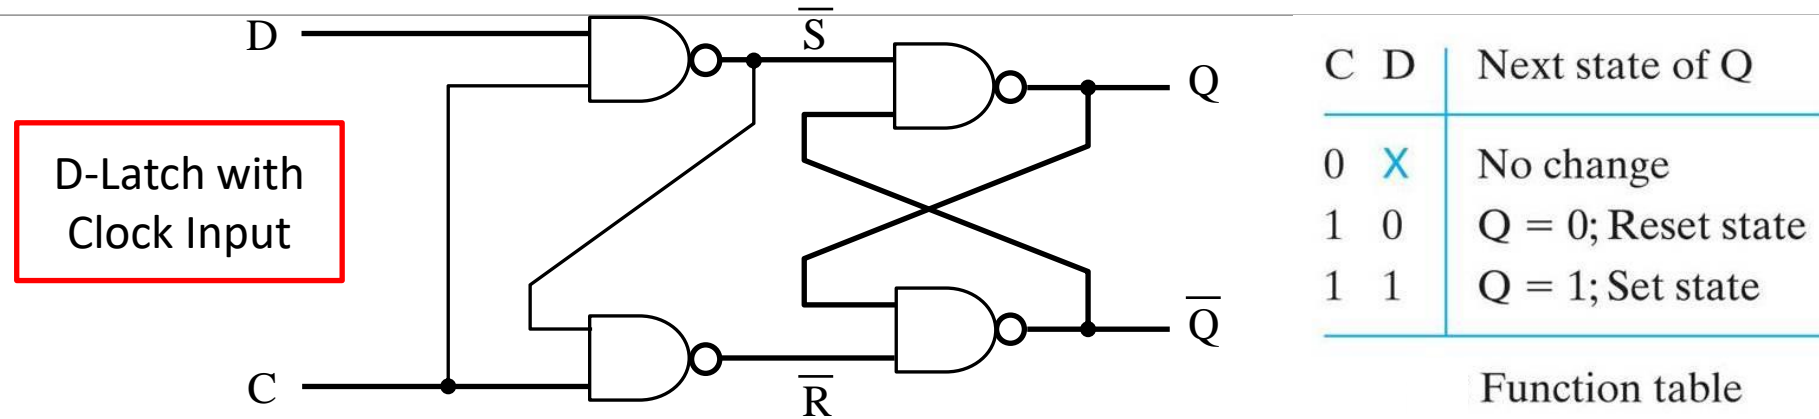 D
S̅
Q
D-Latch with
Clock Input
C
R̅
Q̅
C D Next state of Q
0 X No change
1 0 Q = 0; Reset state
1 1 Q = 1; Set state
Function table